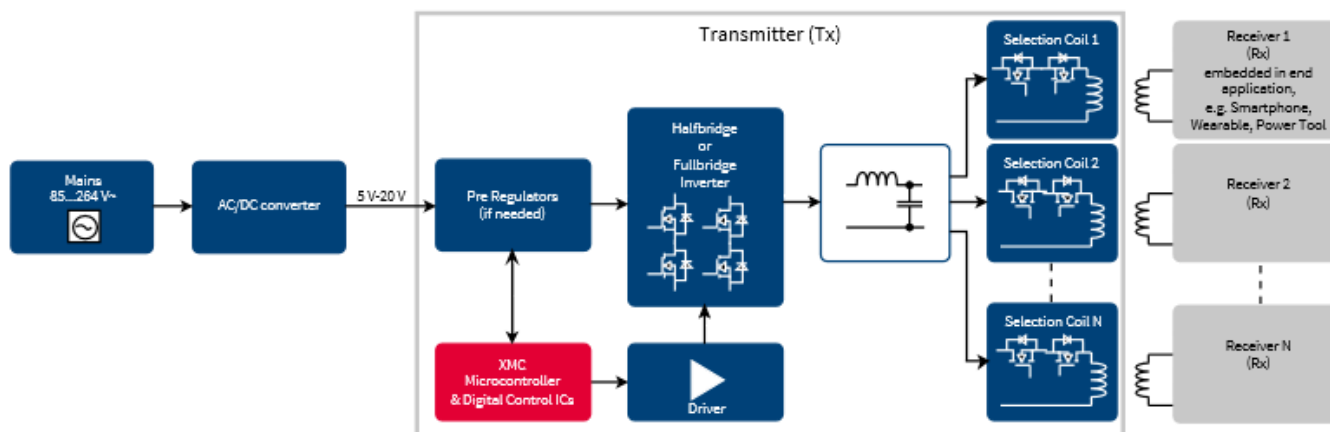 Transmitter (Tx)
Mains
85...264 V~
AC/DC converter
5 V-20 V
Pre Regulators
(if needed)
XMC
Microcontroller
& Digital Control ICs
Halfbridge
or
Fullbridge
Inverter
Driver
Selection Coil 1
Selection Coil 2
Selection Coil N
Receiver 1
(Rx)
embedded in end
application,
e.g. Smartphone,
Wearable, Power Tool
Receiver 2
(Rx)
Receiver N
(Rx)